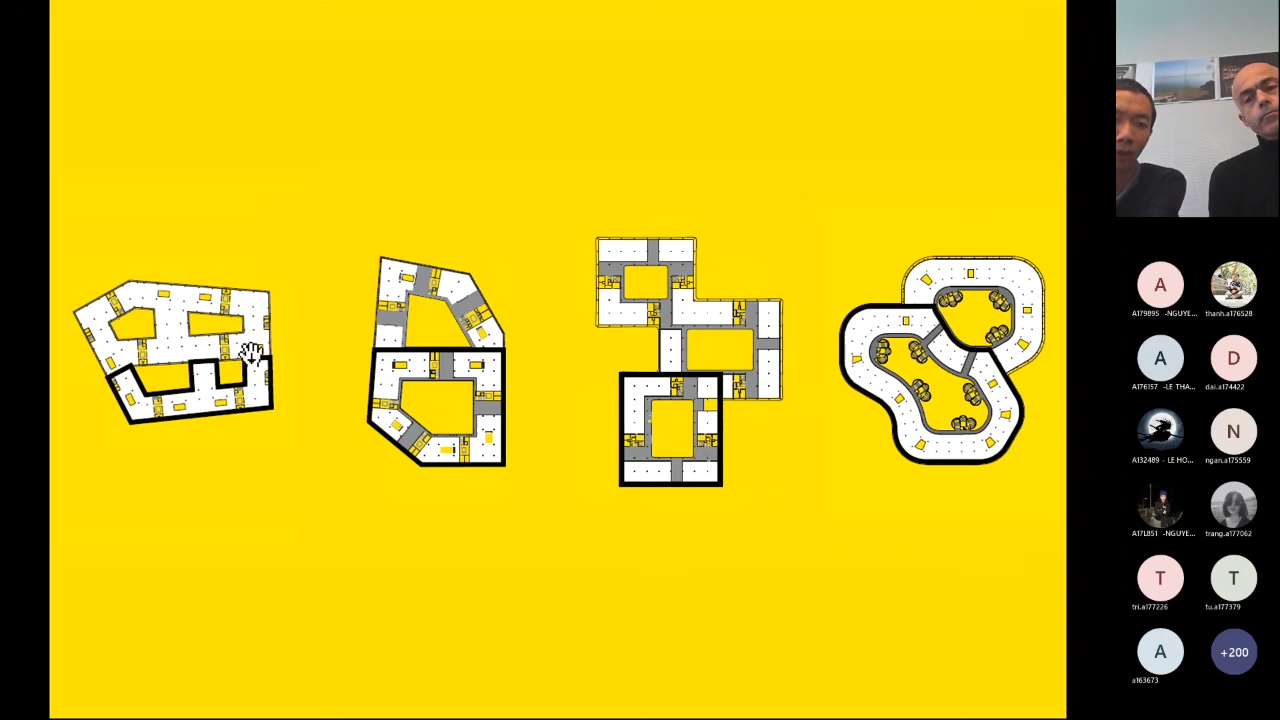 A
A179895 -NGUYE...
thanh.a176528
A
A176157 -LE THA...
D
dai.a174422
A132489 - LE HO...
N
ngan.a175559
A17L851 -NGUYE...
trang.a177062
T
tri.a177226
T
tu.a177379
A
a163673
+200